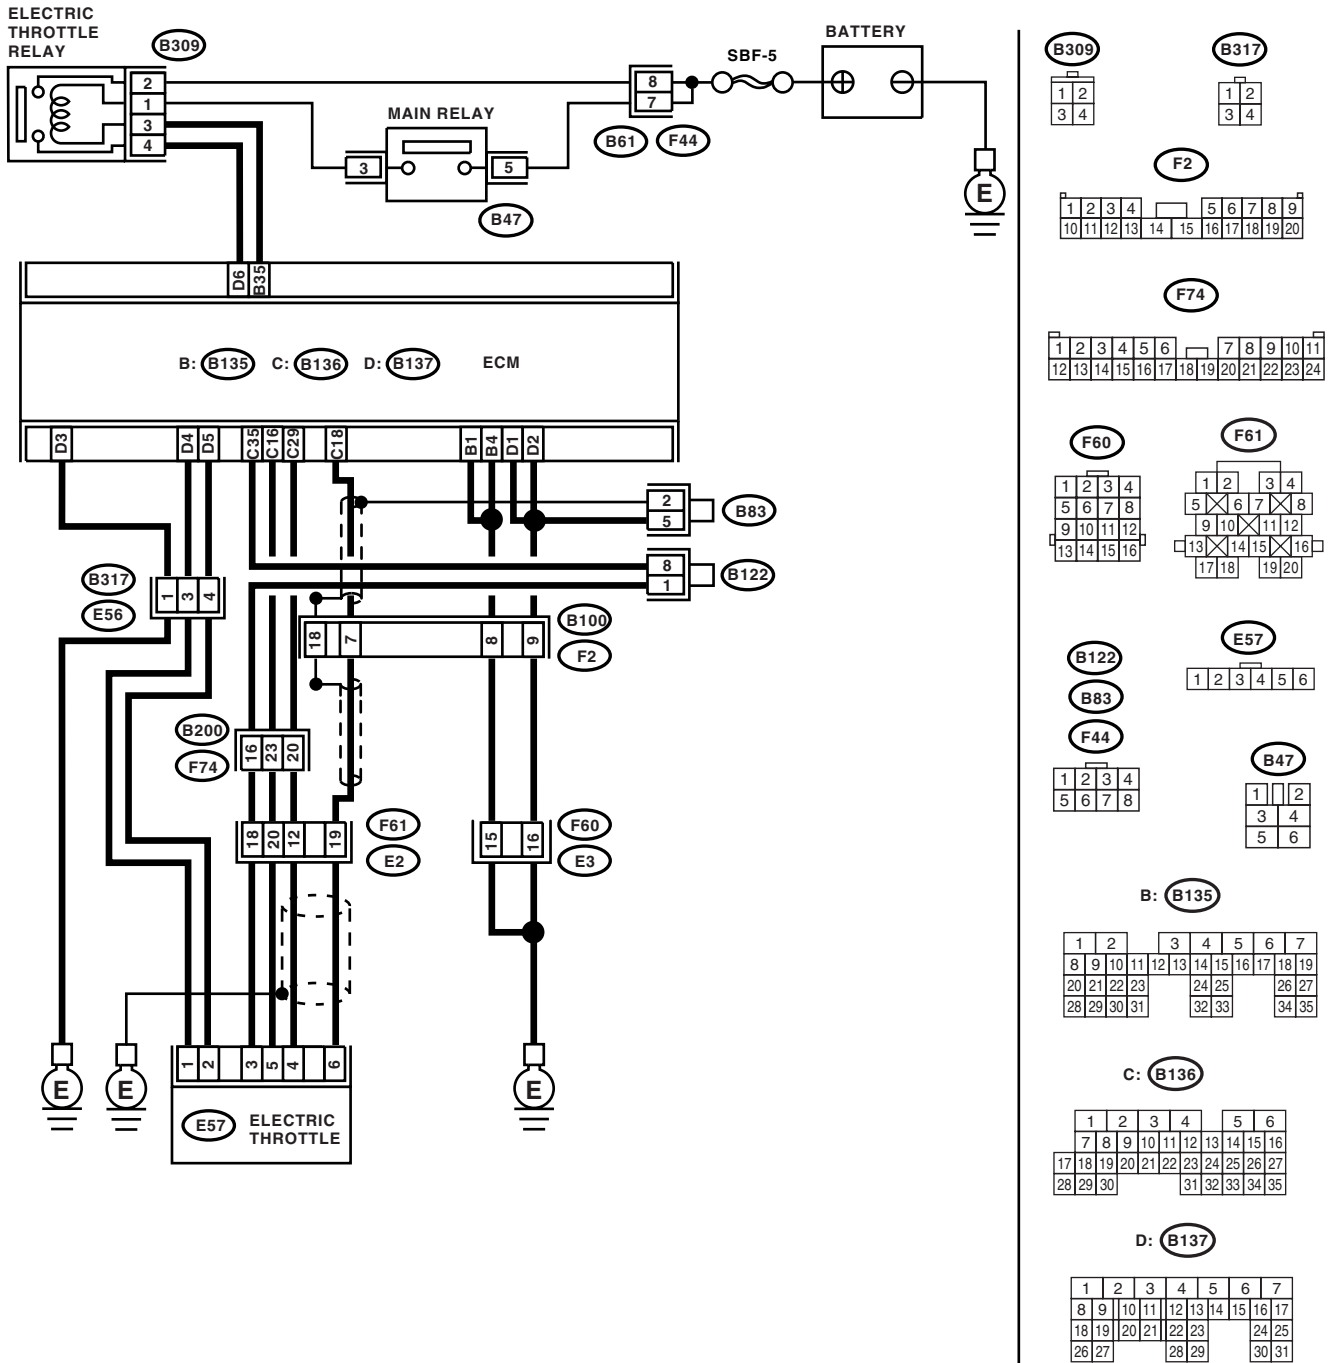 ELECTRIC
THROTTLE
RELAY
B309
2
1
3
4
MAIN RELAY
3
5
B47
8
7
B61 F44
SBF-5
BATTERY
E
D6 B35
B: B135 C: B136 D: B137 ECM
D3 D4 D5 C35 C16 C29 C18 B1 B4 D1 D2
2
5
B83
8
1
B122
B317
E56
1 3 4
18 7 8 9
B100
F2
B200
F74
16 23 20
18 20 12 19
F61
E2
15 16
F60
E3
E E E
1 2 3 5 4 6
E57 ELECTRIC
THROTTLE
B309
1 2
3 4
B317
1 2
3 4
F2
1 2 3 4 5 6 7 8 9
10 11 12 13 14 15 16 17 18 19 20
F74
1 2 3 4 5 6 7 8 9 10 11
12 13 14 15 16 17 18 19 20 21 22 23 24
F60
1 2 3 4
5 6 7 8
9 10 11 12
13 14 15 16
F61
1 2 3 4
5 6 7 8
9 10 11 12
13 14 15 16
17 18 19 20
B122
B83
F44
1 2 3 4
5 6 7 8
E57
1 2 3 4 5 6
B47
1 2
3 4
5 6
B: B135
1 2 3 4 5 6 7
8 9 10 11 12 13 14 15 16 17 18 19
20 21 22 23 24 25 26 27
28 29 30 31 32 33 34 35
C: B136
1 2 3 4 5 6
7 8 9 10 11 12 13 14 15 16
17 18 19 20 21 22 23 24 25 26 27
28 29 30 31 32 33 34 35
D: B137
1 2 3 4 5 6 7
8 9 10 11 12 13 14 15 16 17
18 19 20 21 22 23 24 25
26 27 28 29 30 31